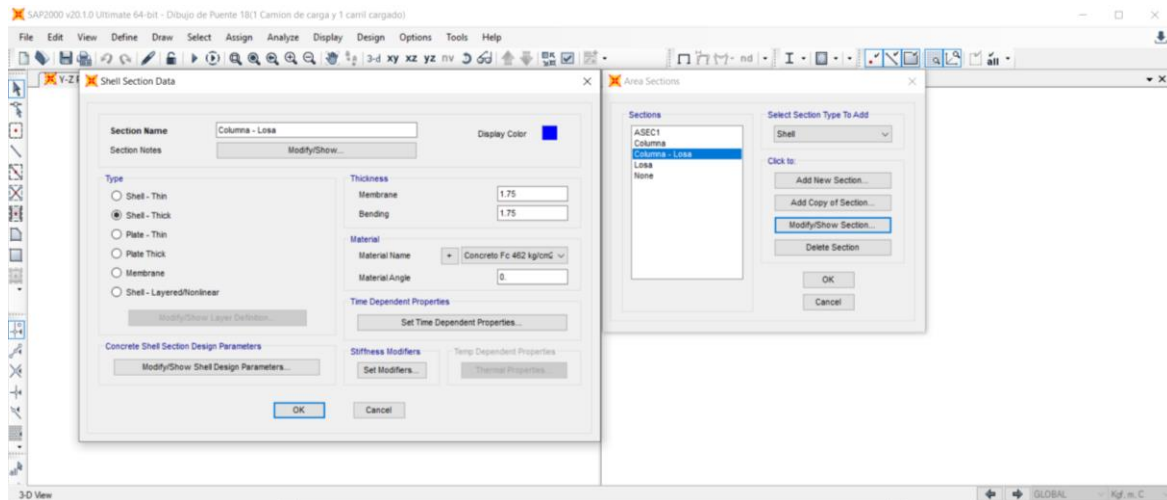 SAP2000 v20.1.0 Ultimate 64-bit - Dibujo de Puente 18(1 Camion de carga y 1 carril cargado)
File Edit View Define Draw Select Assign Analyze Display Design Options Tools Help
3-d xy xz yz nv nd all
Y-Z P
Shell Section Data
Section Name Columna - Losa Display Color
Section Notes Modify/Show...
Type
Shell - Thin
Shell - Thick
Plate - Thin
Plate Thick
Membrane
Shell - Layered/Nonlinear
Modify/Show Layer Definition...
Concrete Shell Section Design Parameters
Modify/Show Shell Design Parameters...
Thickness
Membrane 1.75
Bending 1.75
Material
Material Name + Concreto Fc 462 kg/cm2
Material Angle 0.
Time Dependent Properties
Set Time Dependent Properties...
Stiffness Modifiers
Set Modifiers...
Temp Dependent Properties
Thermal Properties...
OK Cancel
Area Sections
Sections
ASEC1
Columna
Columna - Losa
Losa
None
Select Section Type To Add
Shell
Click to:
Add New Section...
Add Copy of Section...
Modify/Show Section...
Delete Section
OK
Cancel
3-D View GLOBAL Kgf, m, C